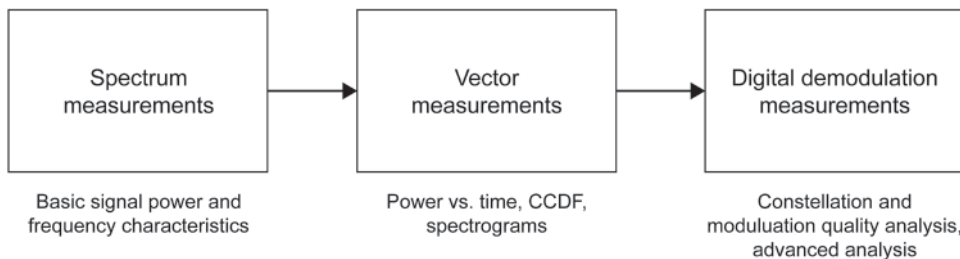 Spectrum
measurements
Vector
measurements
Digital demodulation
measurements
Basic signal power and
frequency characteristics
Power vs. time, CCDF,
spectrograms
Constellation and
moduluation quality analysis,
advanced analysis